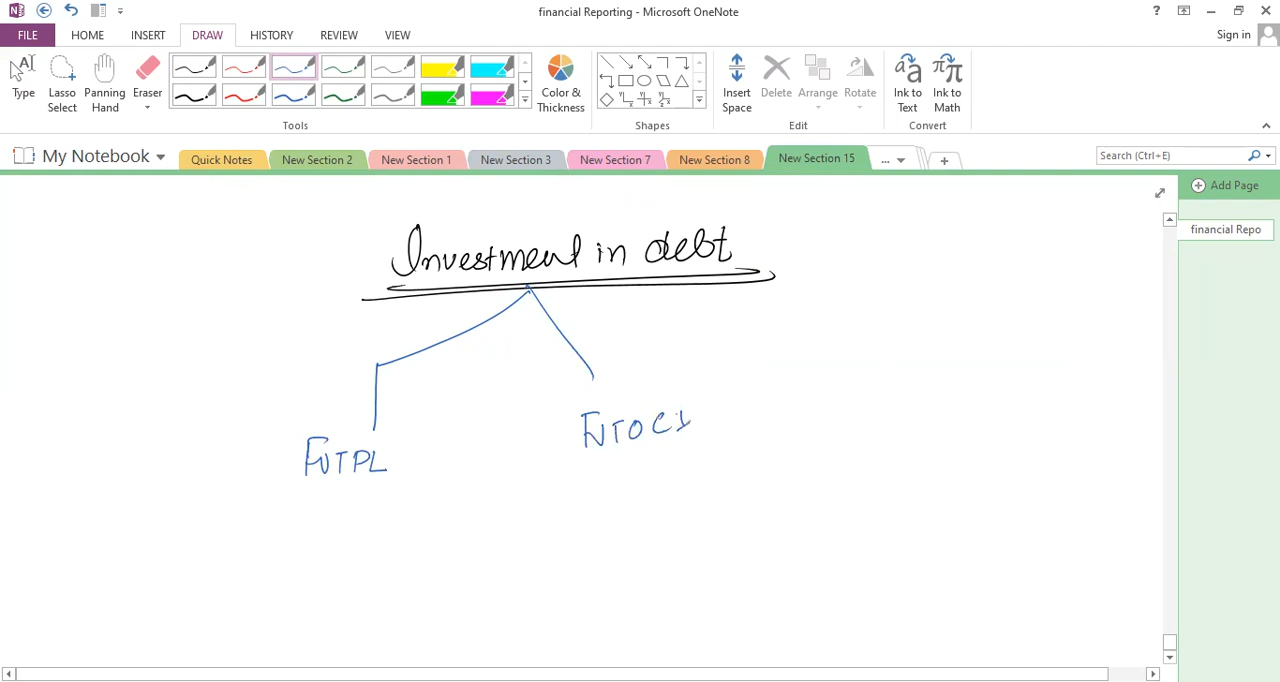 financial Reporting - Microsoft OneNote
FILE HOME INSERT DRAW HISTORY REVIEW VIEW Sign in
Type Lasso Select Panning Hand Eraser Color & Thickness Insert Space Delete Arrange Rotate Ink to Text Ink to Math
Tools Shapes Edit Convert
My Notebook Quick Notes New Section 2 New Section 1 New Section 3 New Section 7 New Section 8 New Section 15 ... Search (Ctrl+E)
Add Page
financial Repo
Investment in debt
FVTPL FVTOCI